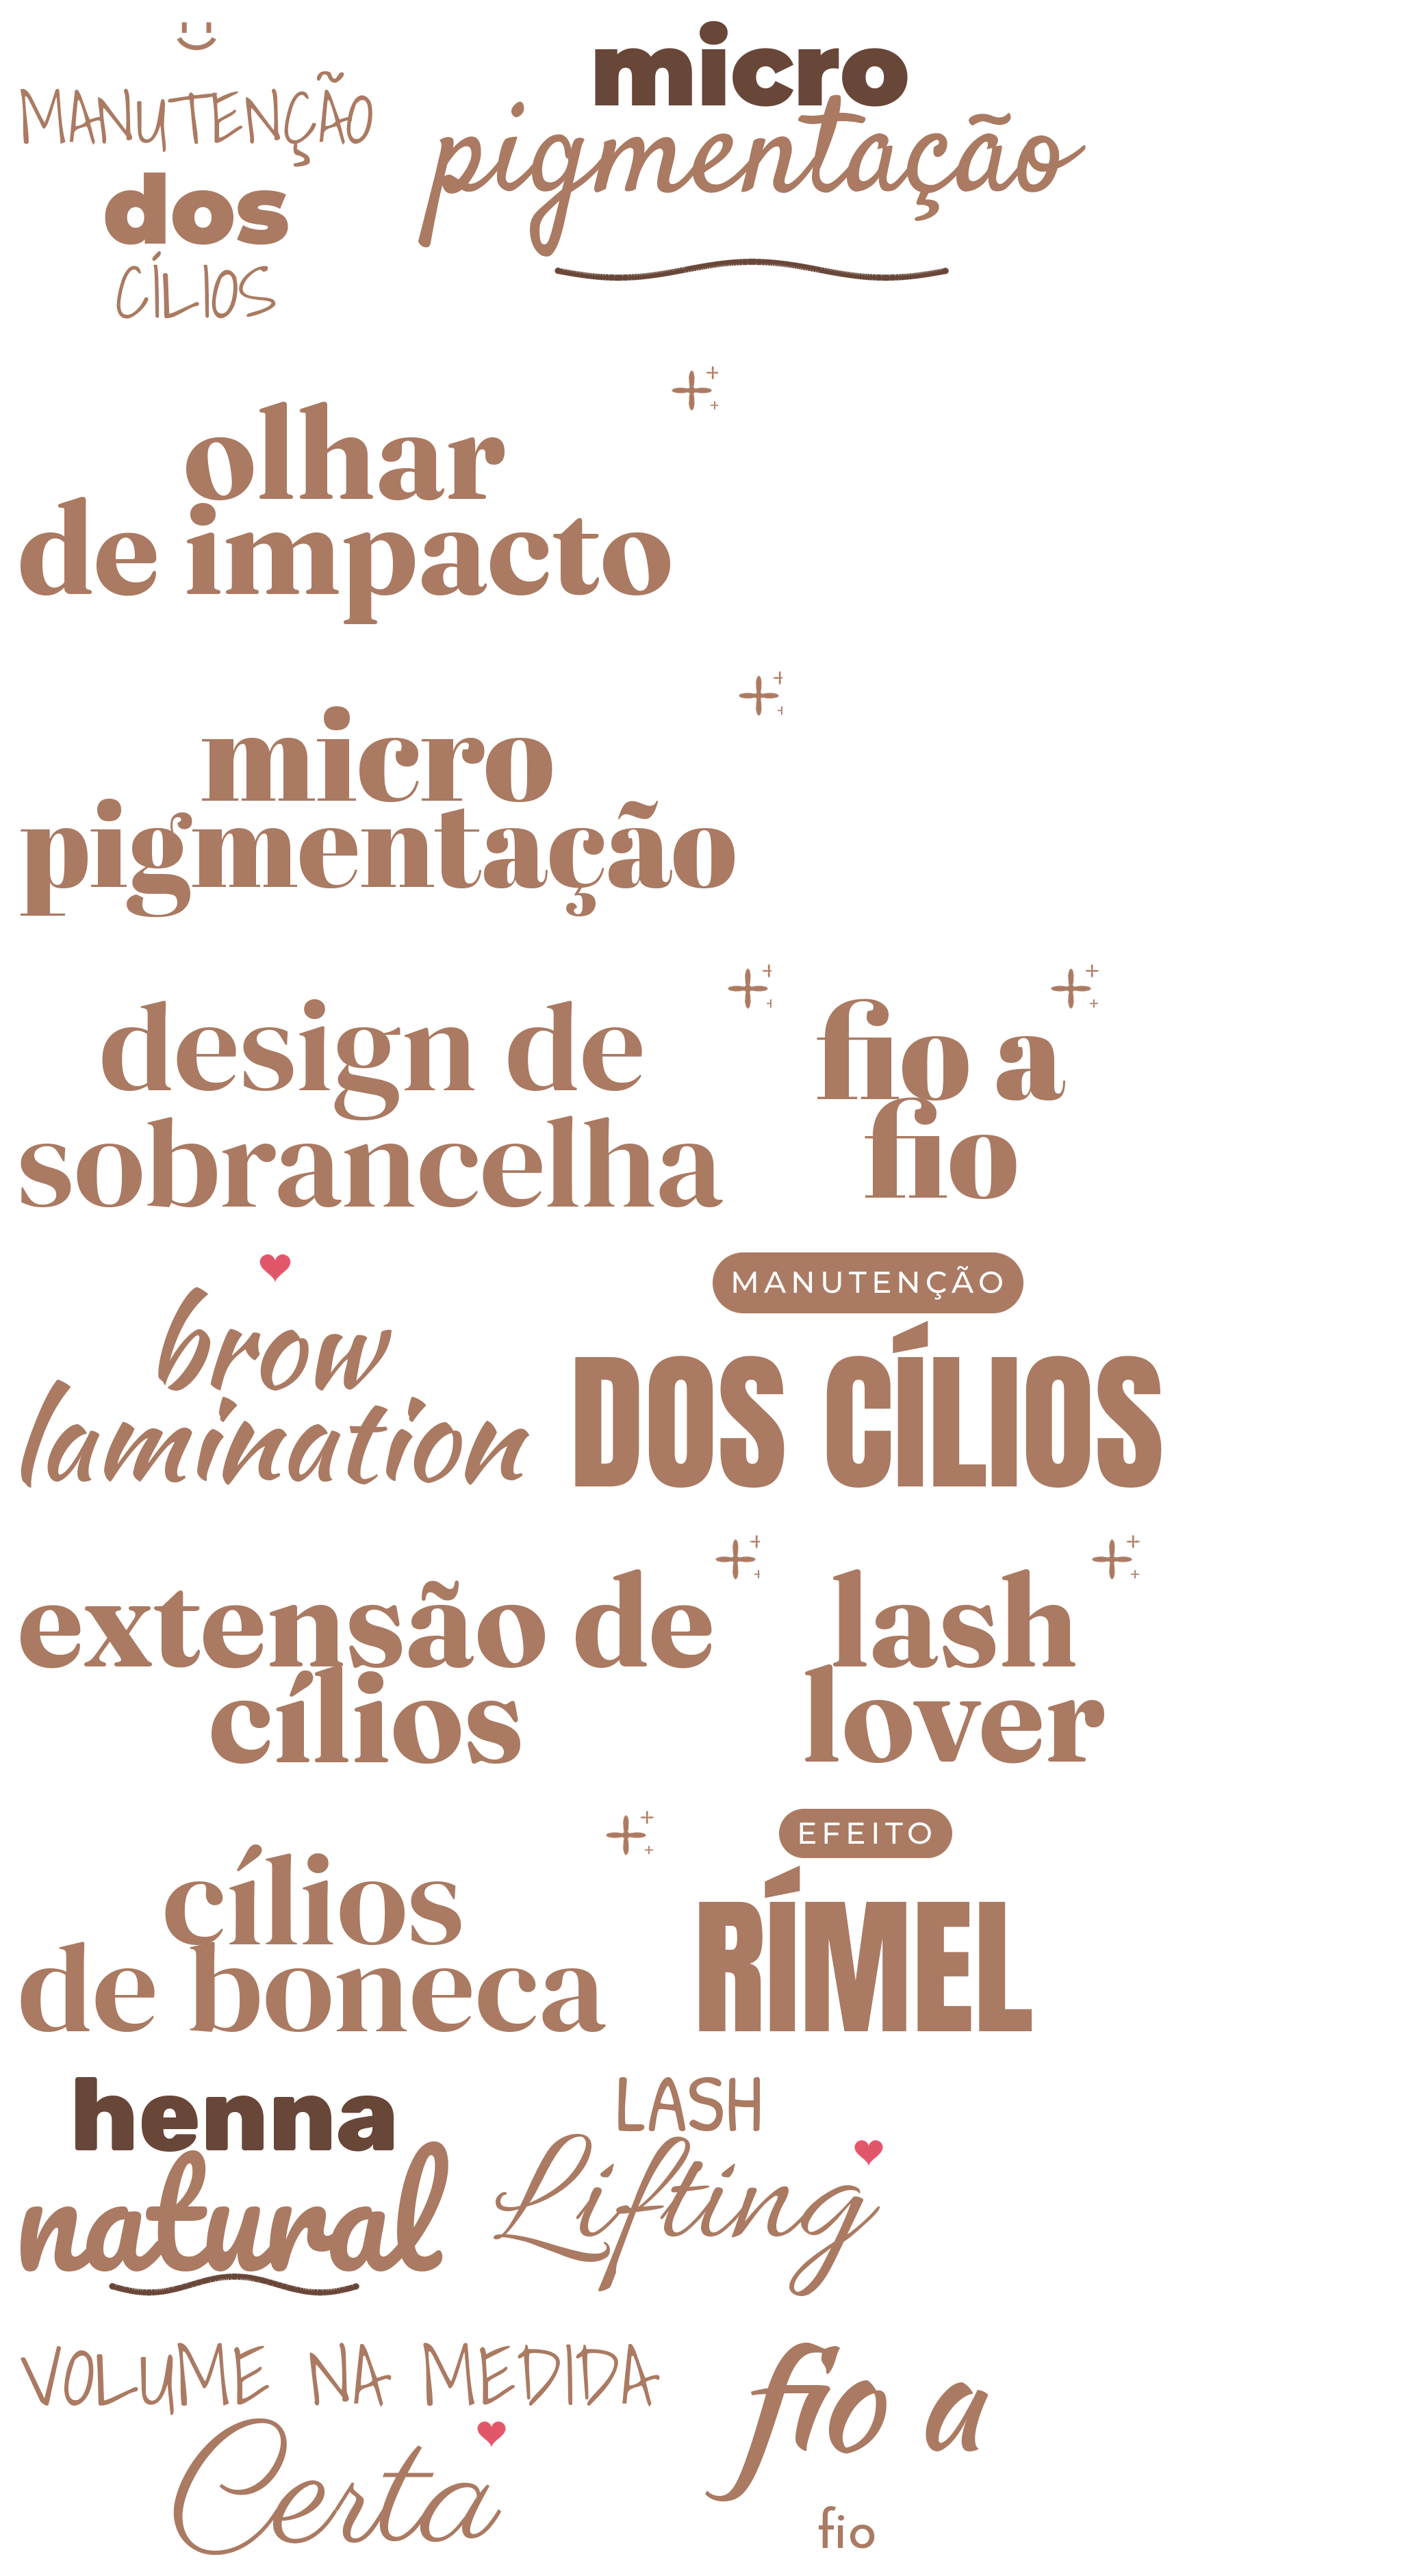 MANUTENÇÃO
dos
CÍLIOS
micro
pigmentação
olhar
de impacto
micro
pigmentação
design de
sobrancelha
fio a
fio
brow
lamination
MANUTENÇÃO
DOS CÍLIOS
extensão de
cílios
lash
lover
cílios
de boneca
EFEITO
RÍMEL
henna
natural
LASH
Lifting
VOLUME NA MEDIDA
Certa
fio a
fio